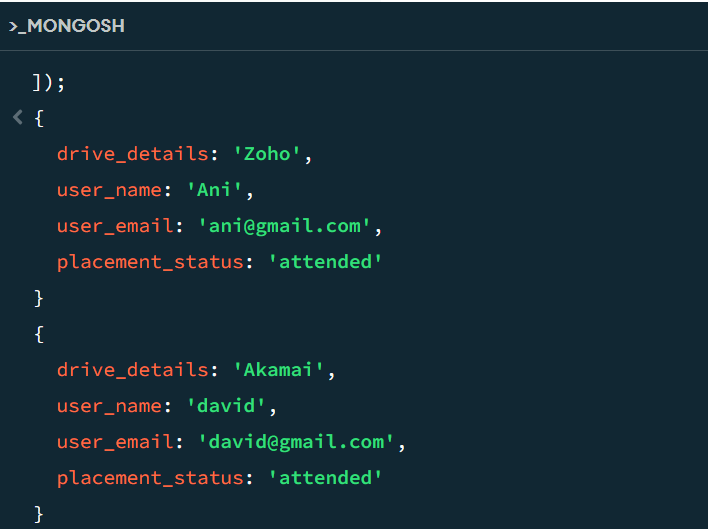 >_MONGOSH
]);
< {
drive_details: 'Zoho',
user_name: 'Ani',
user_email: 'ani@gmail.com',
placement_status: 'attended'
}
{
drive_details: 'Akamai',
user_name: 'david',
user_email: 'david@gmail.com',
placement_status: 'attended'
}